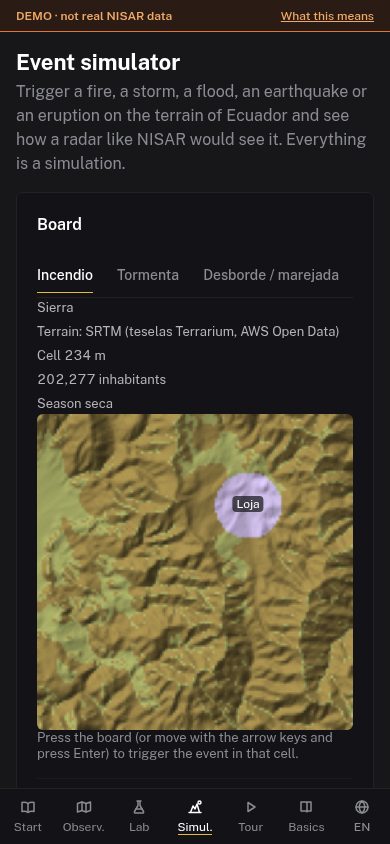 DEMO · not real NISAR data
What this means
Event simulator
Trigger a fire, a storm, a flood, an earthquake or
an eruption on the terrain of Ecuador and see
how a radar like NISAR would see it. Everything
is a simulation.
Board
Incendio
Tormenta
Desborde / marejada
Sierra
Terrain: SRTM (teselas Terrarium, AWS Open Data)
Cell 234 m
202,277 inhabitants
Season seca
Loja
Press the board (or move with the arrow keys and
press Enter) to trigger the event in that cell.
Start
Observ.
Lab
Simul.
Tour
Basics
EN